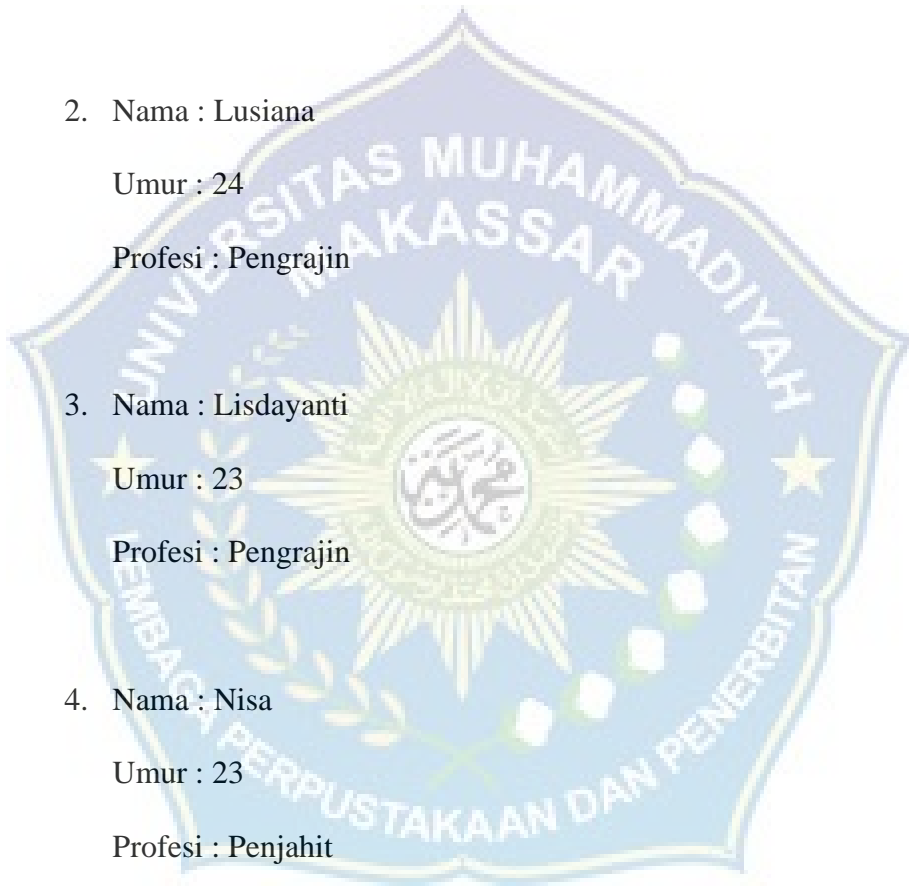 2. Nama : Lusiana
Umur : 24
Profesi : Pengrajin
3. Nama : Lisdayanti
Umur : 23
Profesi : Pengrajin
4. Nama : Nisa
Umur : 23
Profesi : Penjahit
UNIVERSITAS MUHAMMADIYAH
MAKASSAR
LEMBAGA PERPUSTAKAAN DAN PENERBITAN